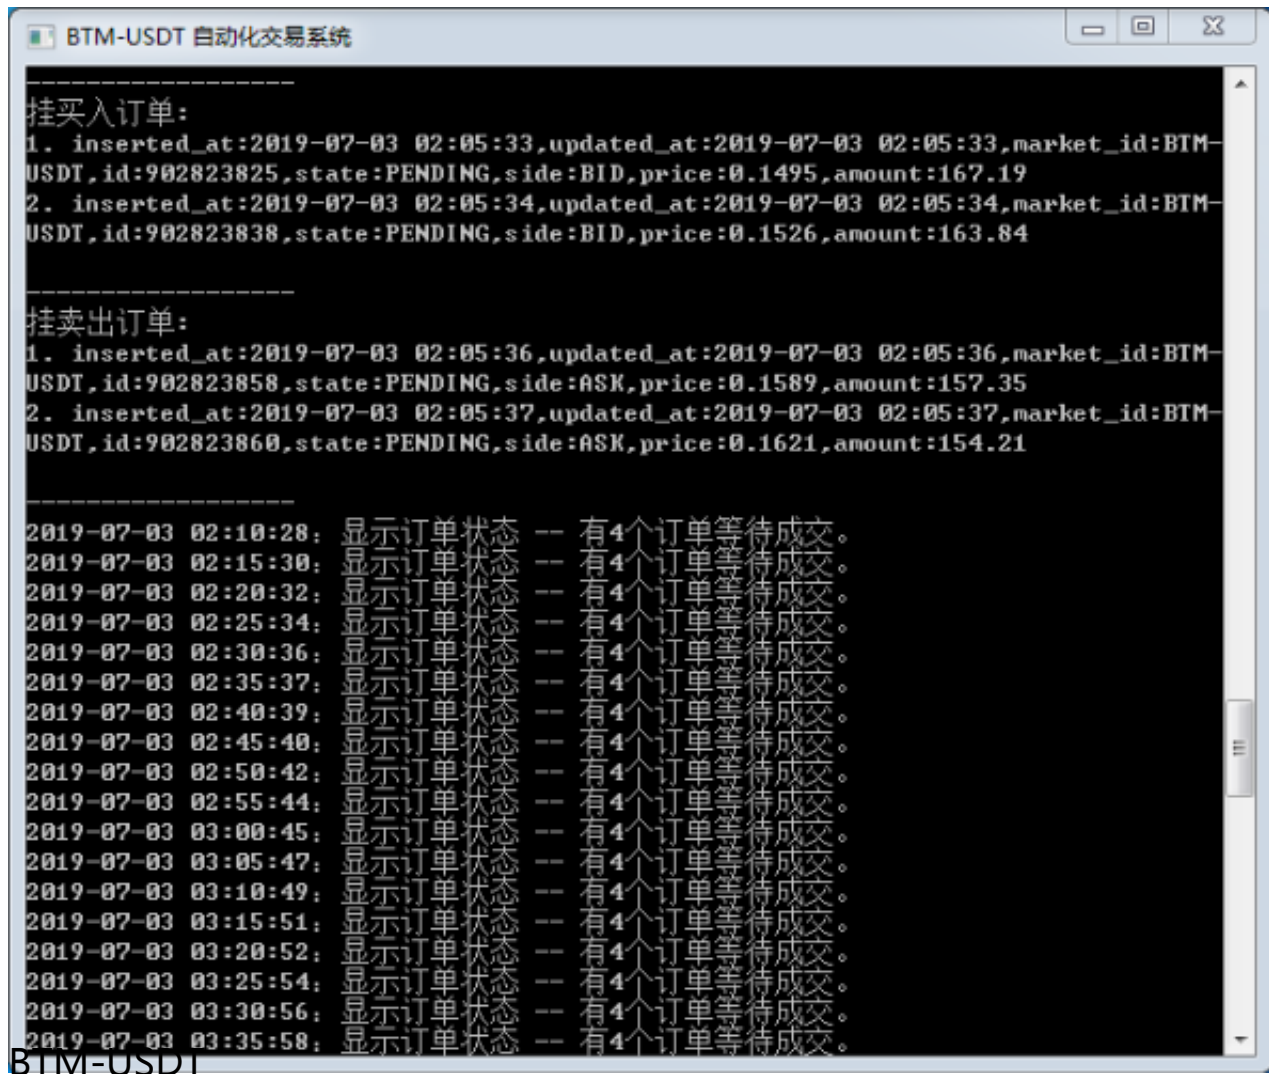 BTM-USDT 自动化交易系统
------------------
挂买入订单:
1. inserted_at:2019-07-03 02:05:33,updated_at:2019-07-03 02:05:33,market_id:BTM-
USDT,id:902823825,state:PENDING,side:BID,price:0.1495,amount:167.19
2. inserted_at:2019-07-03 02:05:34,updated_at:2019-07-03 02:05:34,market_id:BTM-
USDT,id:902823838,state:PENDING,side:BID,price:0.1526,amount:163.84
------------------
挂卖出订单:
1. inserted_at:2019-07-03 02:05:36,updated_at:2019-07-03 02:05:36,market_id:BTM-
USDT,id:902823858,state:PENDING,side:ASK,price:0.1589,amount:157.35
2. inserted_at:2019-07-03 02:05:37,updated_at:2019-07-03 02:05:37,market_id:BTM-
USDT,id:902823860,state:PENDING,side:ASK,price:0.1621,amount:154.21
------------------
2019-07-03 02:10:28: 显示订单状态 -- 有4个订单等待成交。
2019-07-03 02:15:30: 显示订单状态 -- 有4个订单等待成交。
2019-07-03 02:20:32: 显示订单状态 -- 有4个订单等待成交。
2019-07-03 02:25:34: 显示订单状态 -- 有4个订单等待成交。
2019-07-03 02:30:36: 显示订单状态 -- 有4个订单等待成交。
2019-07-03 02:35:37: 显示订单状态 -- 有4个订单等待成交。
2019-07-03 02:40:39: 显示订单状态 -- 有4个订单等待成交。
2019-07-03 02:45:40: 显示订单状态 -- 有4个订单等待成交。
2019-07-03 02:50:42: 显示订单状态 -- 有4个订单等待成交。
2019-07-03 02:55:44: 显示订单状态 -- 有4个订单等待成交。
2019-07-03 03:00:45: 显示订单状态 -- 有4个订单等待成交。
2019-07-03 03:05:47: 显示订单状态 -- 有4个订单等待成交。
2019-07-03 03:10:49: 显示订单状态 -- 有4个订单等待成交。
2019-07-03 03:15:51: 显示订单状态 -- 有4个订单等待成交。
2019-07-03 03:20:52: 显示订单状态 -- 有4个订单等待成交。
2019-07-03 03:25:54: 显示订单状态 -- 有4个订单等待成交。
2019-07-03 03:30:56: 显示订单状态 -- 有4个订单等待成交。
2019-07-03 03:35:58: 显示订单状态 -- 有4个订单等待成交。
BTM-USDT